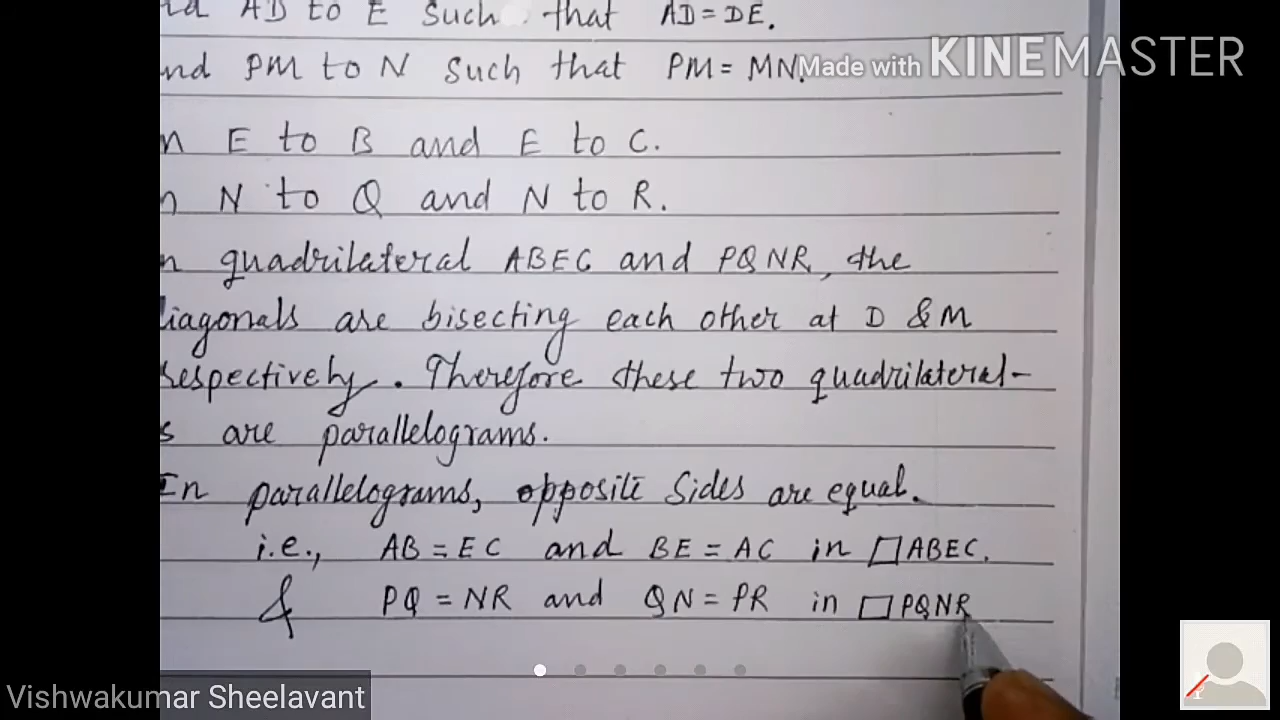 AD to E such that AD = DE.
PM to N such that PM = MN.
Made with KINEMASTER
E to B and E to C.
N to Q and N to R.
quadrilateral ABEC and PQNR, the
iagonals are bisecting each other at D & M
respectively. Therefore these two quadrilateral-
s are parallelograms.
In parallelograms, opposite sides are equal.
i.e., AB = EC and BE = AC in ▱ABEC.
& PQ = NR and QN = PR in ▱PQNR
Vishwakumar Sheelavant